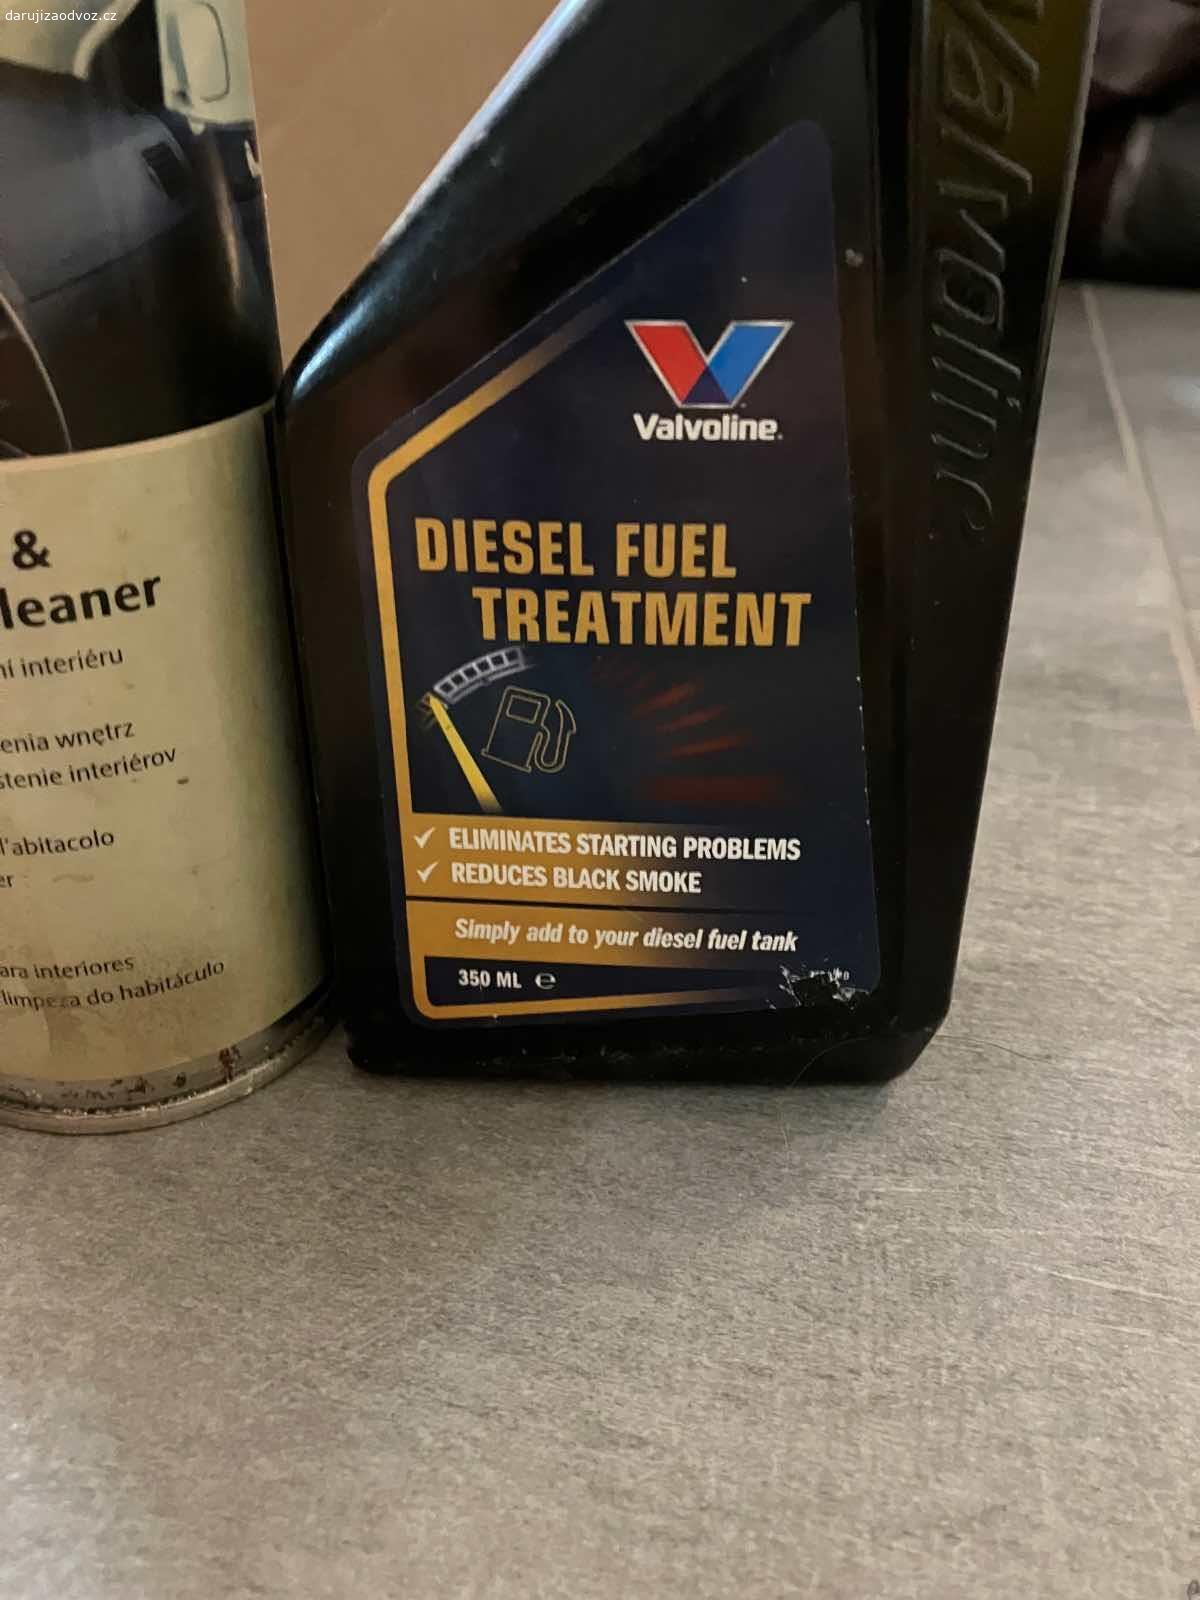 darujizaodvoz.cz
&
leaner
ní interiéru
enia wnętrz
stenie interiérov
l'abitacolo
er
ara interiores
limpeza do habitáculo
Valvoline
Valvoline
DIESEL FUEL
TREATMENT
✓ ELIMINATES STARTING PROBLEMS
✓ REDUCES BLACK SMOKE
Simply add to your diesel fuel tank
350 ML e